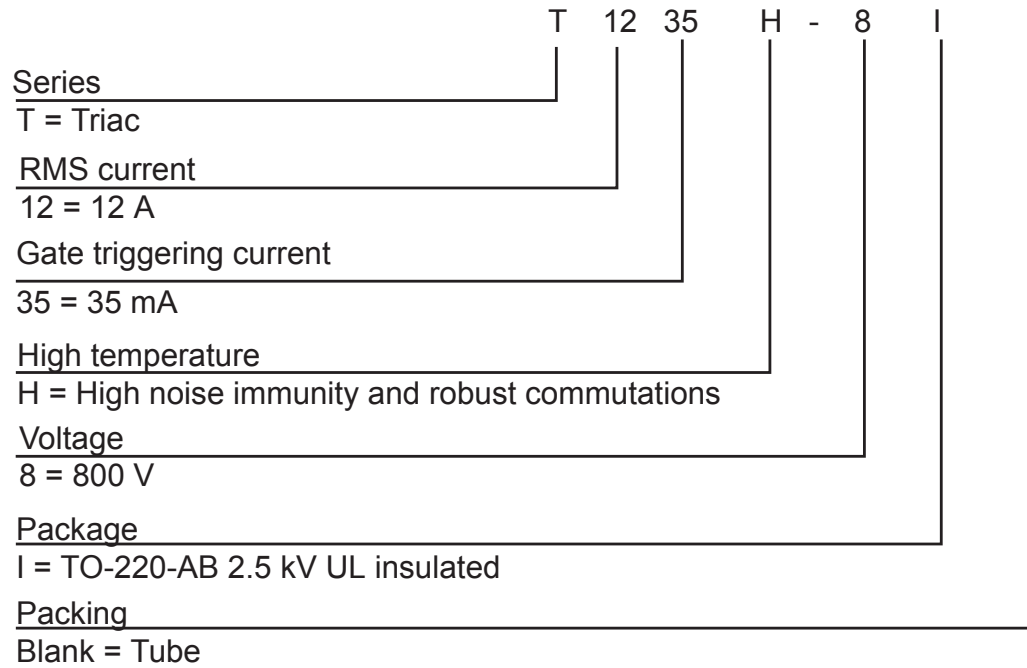 T 12 35 H - 8 I
Series
T = Triac
RMS current
12 = 12 A
Gate triggering current
35 = 35 mA
High temperature
H = High noise immunity and robust commutations
Voltage
8 = 800 V
Package
I = TO-220-AB 2.5 kV UL insulated
Packing
Blank = Tube